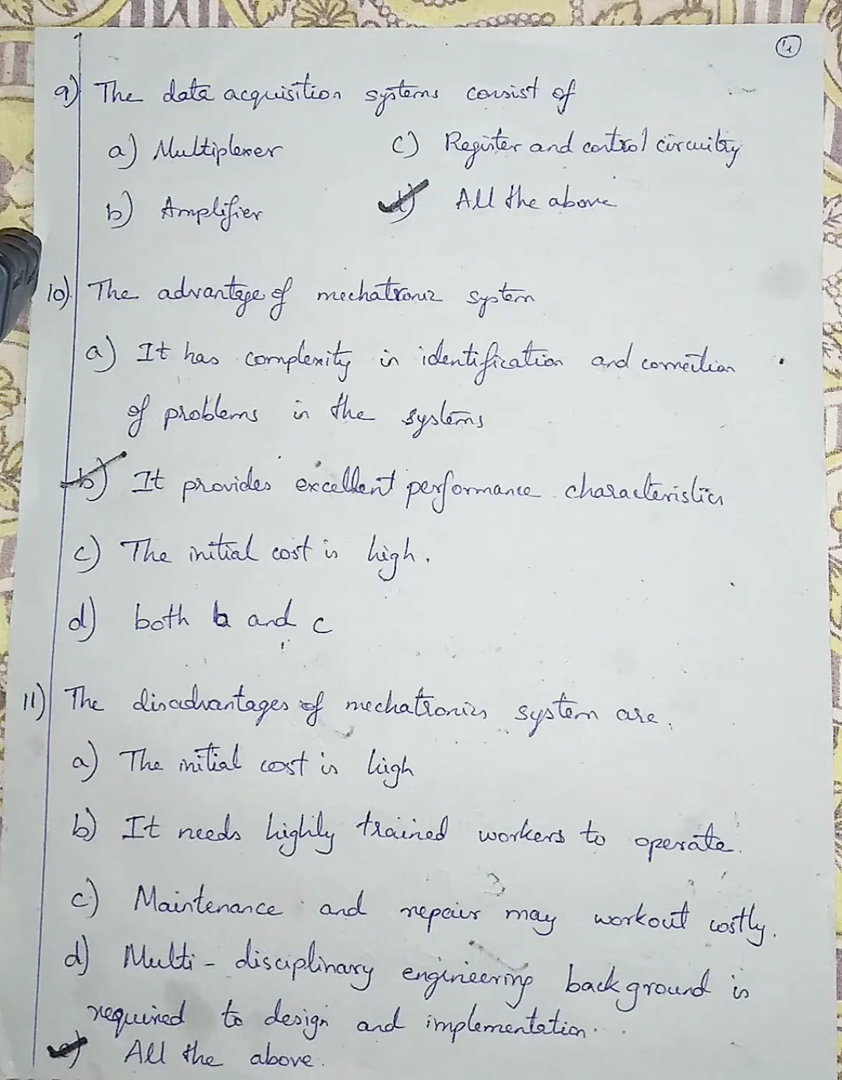 4
9) The data acquisition systems consist of
a) Multiplexer c) Register and control circuitry
b) Amplifier d) All the above
10) The advantage of mechatronic system
a) It has complexity in identification and correction
of problems in the systems
b) It provides excellent performance characteristics
c) The initial cost is high.
d) both b and c
11) The disadvantages of mechatronics system are.
a) The initial cost is high
b) It needs highly trained workers to operate.
c) Maintenance and repair may workout costly.
d) Multi-disciplinary engineering background is
required to design and implementation.
e) All the above.